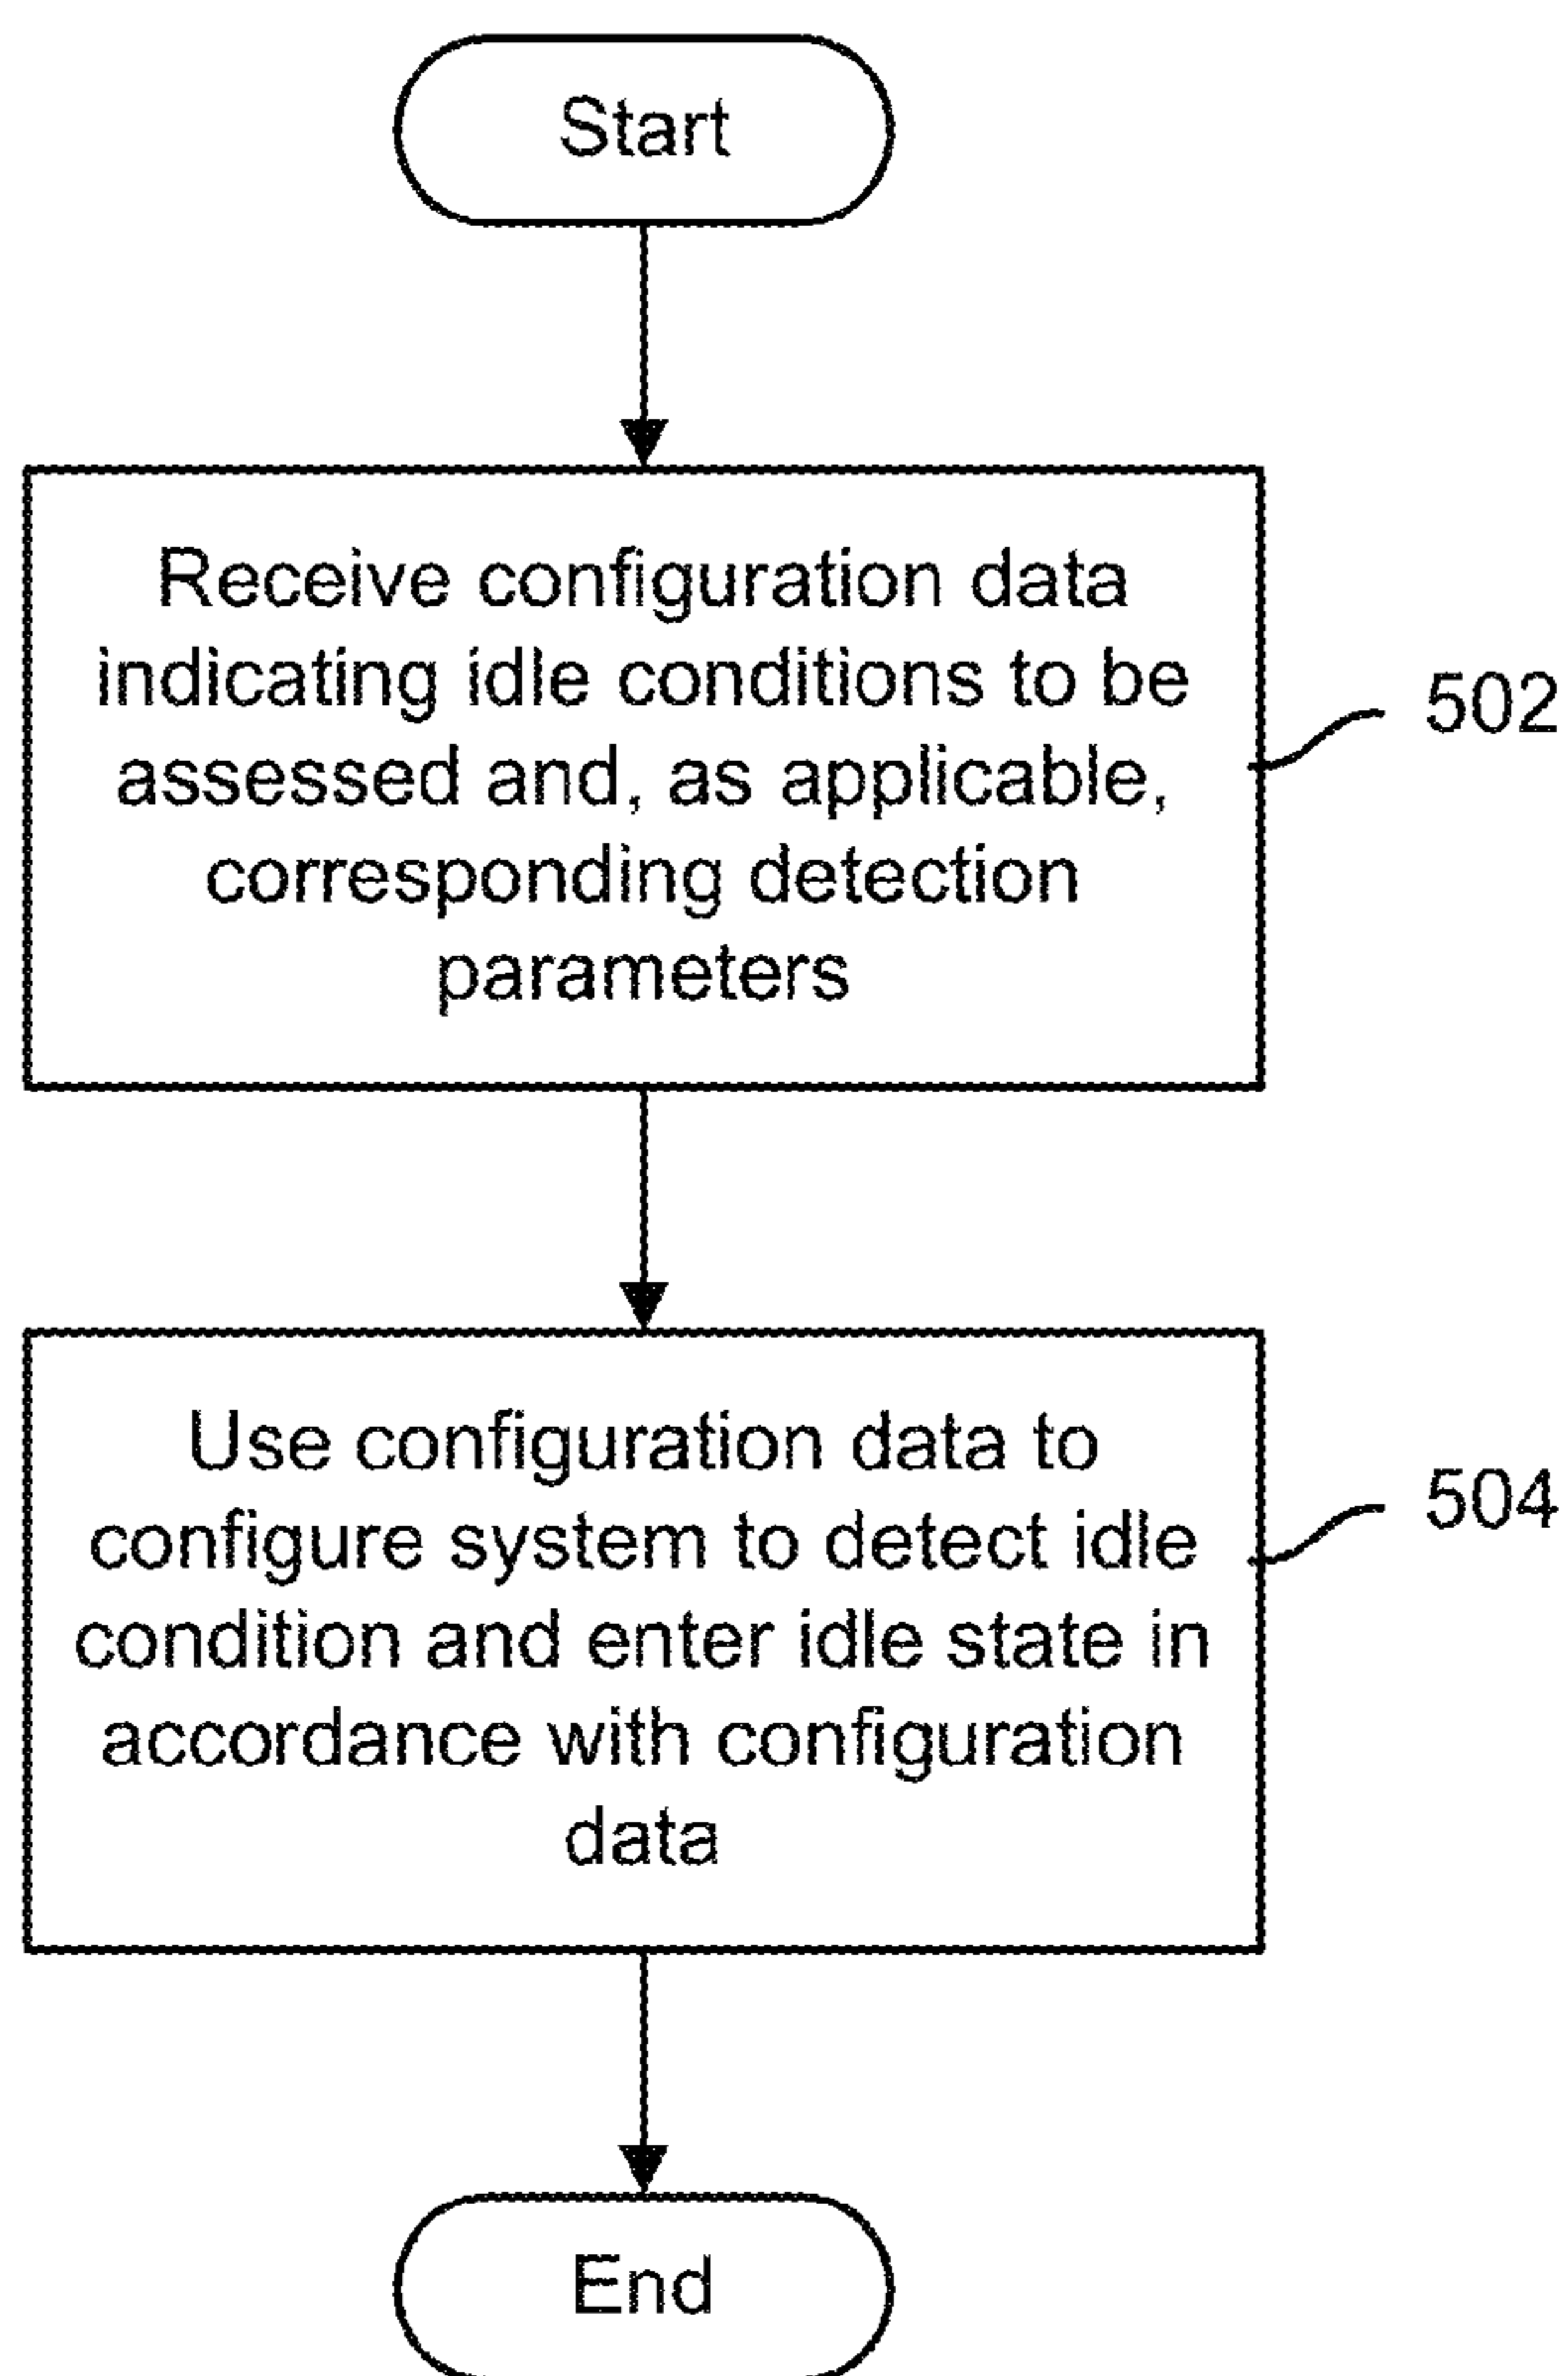 Start
Receive configuration data
indicating idle conditions to be
assessed and, as applicable,
corresponding detection
parameters
502
Use configuration data to
configure system to detect idle
condition and enter idle state in
accordance with configuration
data
504
End